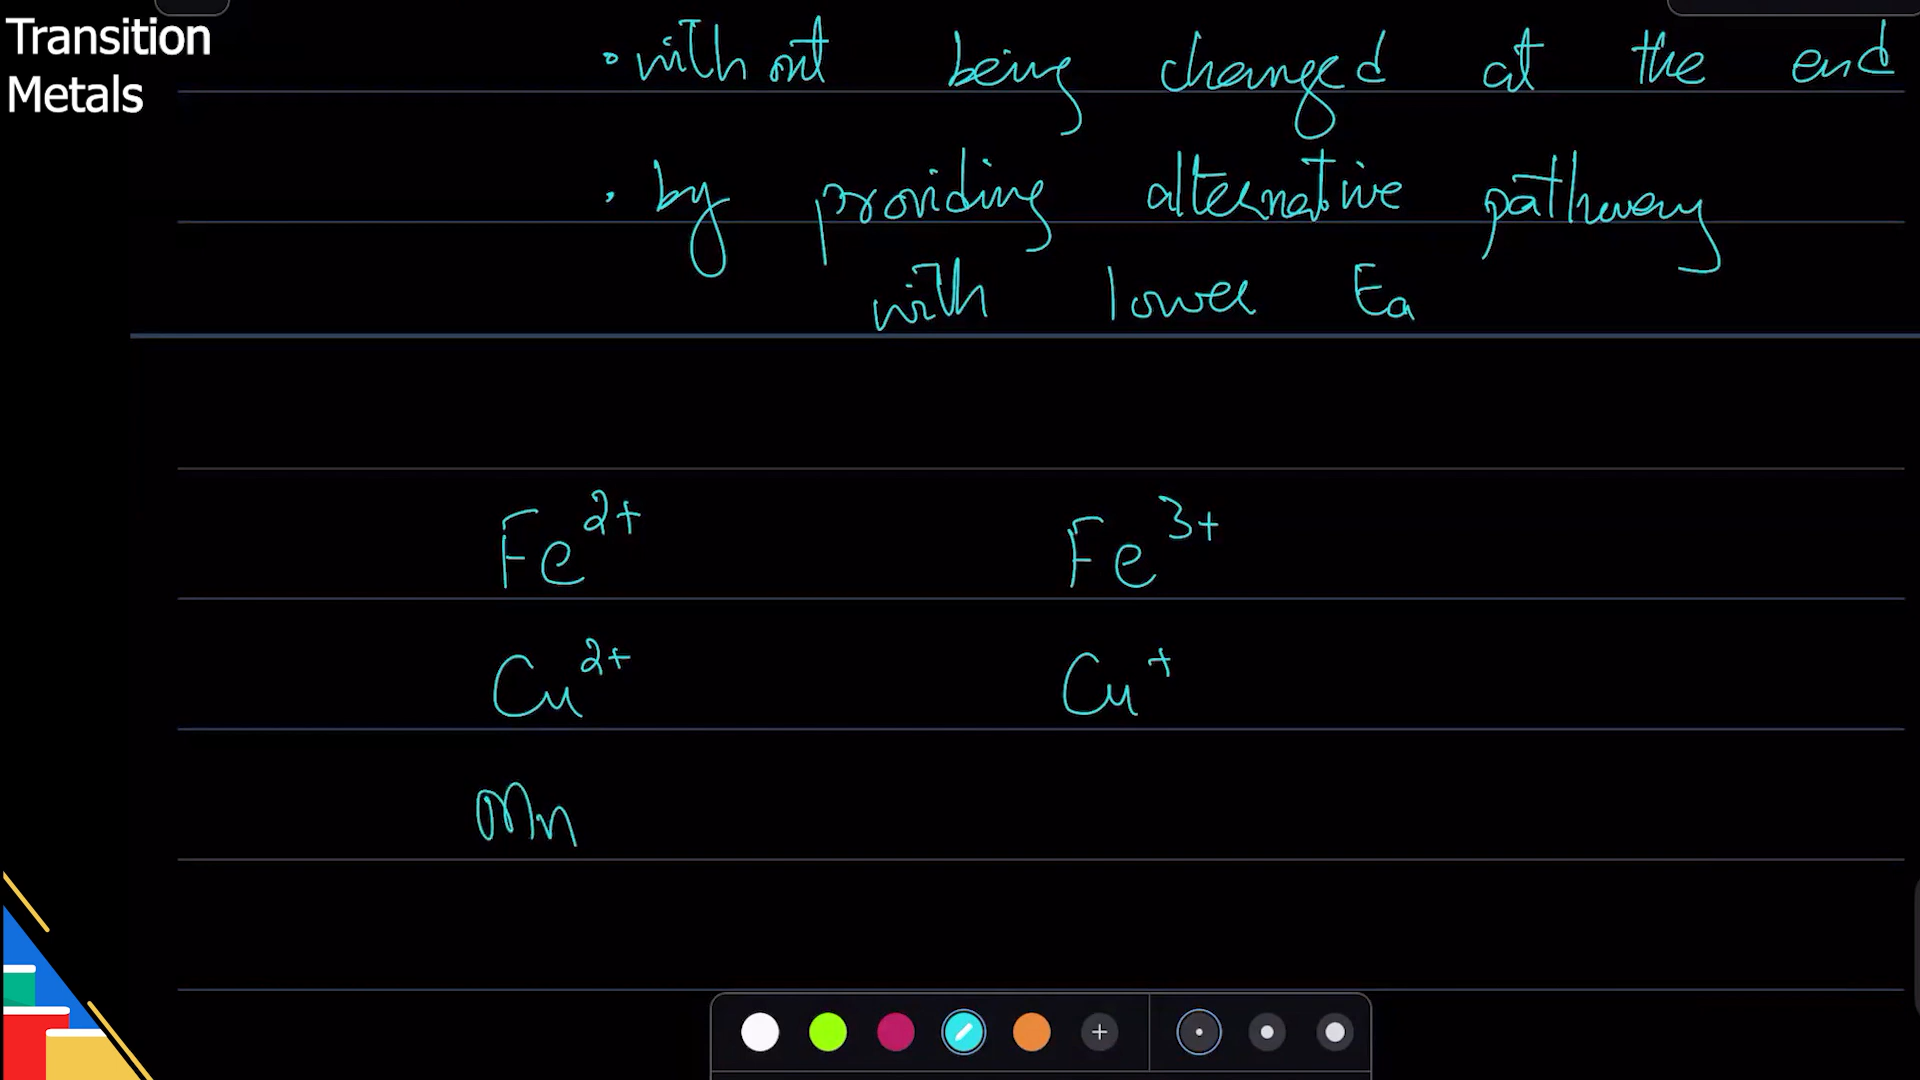 Transition
Metals
• without being changed at the end
• by providing alternative pathway
with lower Ea
Fe²⁺ Fe³⁺
Cu²⁺ Cu⁺
Mn